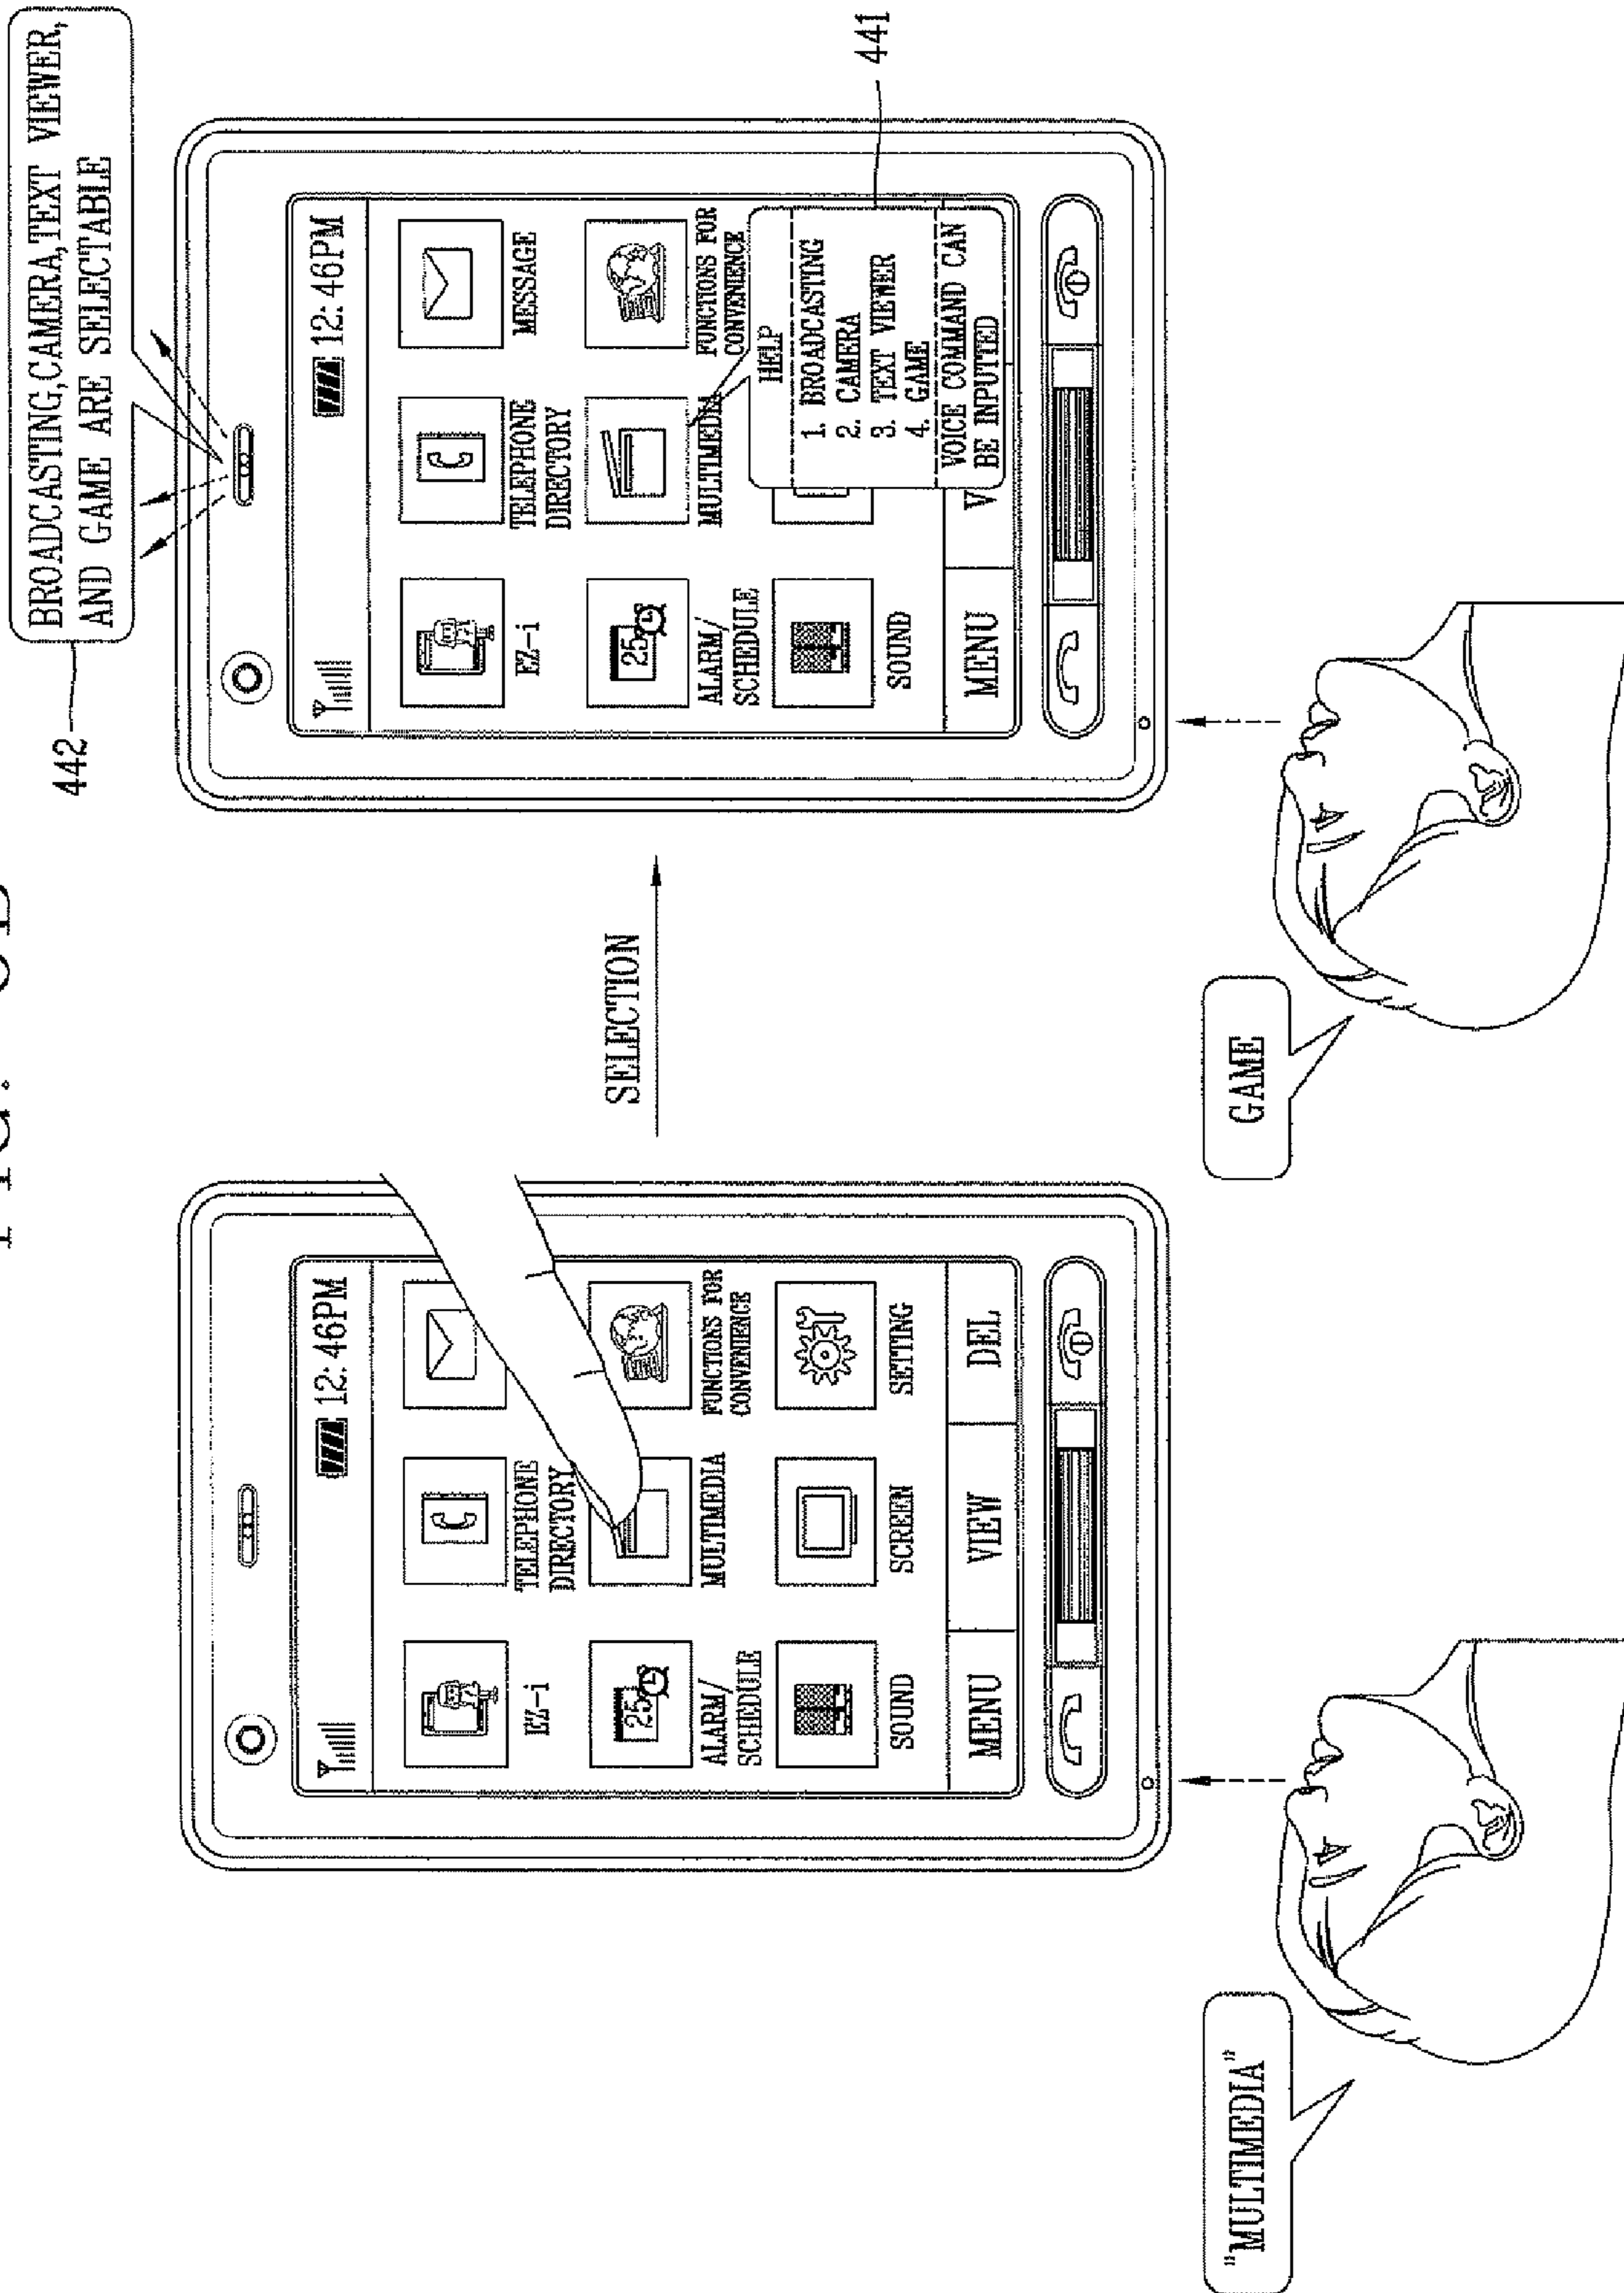 12:46PM
EZ-i
TELEPHONE
DIRECTORY
25
ALARM/
SCHEDULE
MULTIMEDIA
FUNCTIONS FOR
CONVENIENCE
SOUND
SCREEN
SETTING
MENU
VIEW
DEL
"MULTIMEDIA"
SELECTION
442
BROADCASTING,CAMERA,TEXT VIEWER,
AND GAME ARE SELECTABLE
12:46PM
EZ-i
TELEPHONE
DIRECTORY
MESSAGE
25
ALARM/
SCHEDULE
MULTIMEDIA
FUNCTIONS FOR
CONVENIENCE
SOUND
HELP
1. BROADCASTING
2. CAMERA
3. TEXT VIEWER
4. GAME
VOICE COMMAND CAN
BE INPUTTED
441
MENU
V
GAME